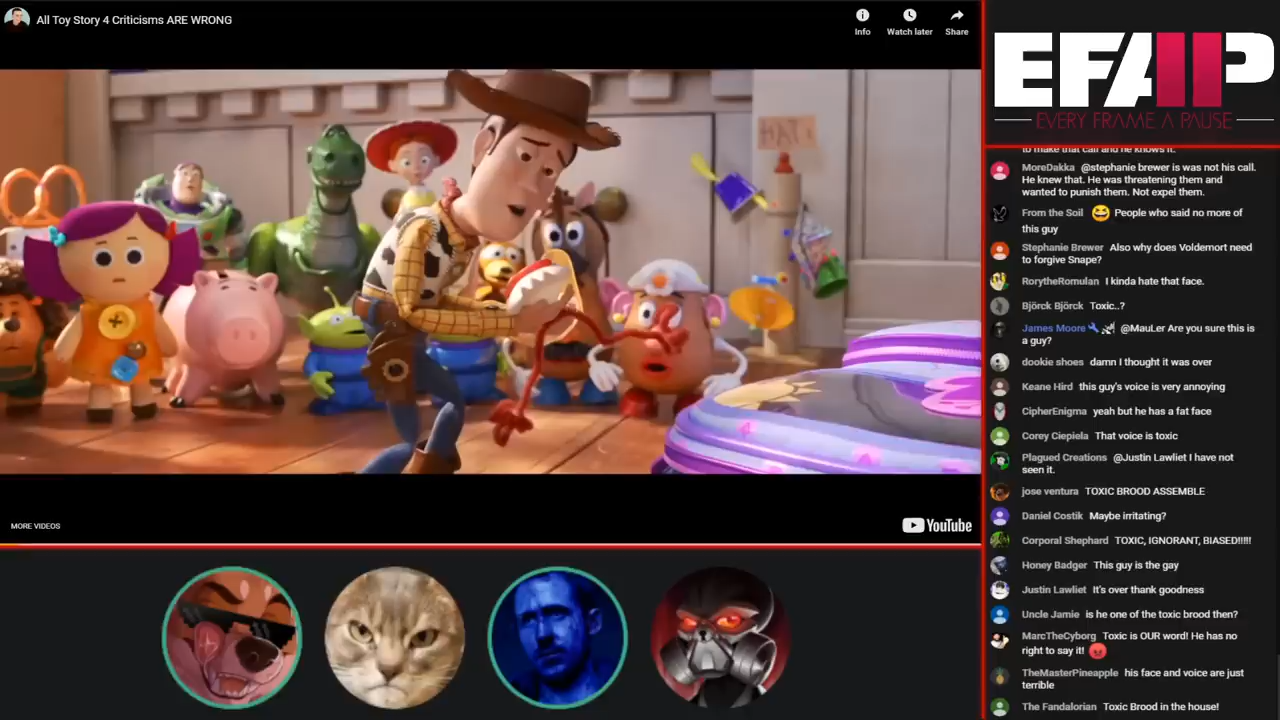 All Toy Story 4 Criticisms ARE WRONG
Info
Watch later
Share
HATS
MORE VIDEOS
YouTube
EFAP
EVERY FRAME A PAUSE
to make that call and he knows it.
MoreDakka @stephanie brewer is was not his call.
He knew that. He was threatening them and
wanted to punish them. Not expel them.
From the Soil 😆 People who said no more of
this guy
Stephanie Brewer Also why does Voldemort need
to forgive Snape?
RorytheRomulan I kinda hate that face.
Björck Björck Toxic..?
James Moore @MauLer Are you sure this is
a guy?
dookie shoes damn I thought it was over
Keane Hird this guy's voice is very annoying
CipherEnigma yeah but he has a fat face
Corey Ciepiela That voice is toxic
Plagued Creations @Justin Lawliet I have not
seen it.
jose ventura TOXIC BROOD ASSEMBLE
Daniel Costik Maybe irritating?
Corporal Shephard TOXIC, IGNORANT, BIASED!!!!!
Honey Badger This guy is the gay
Justin Lawliet It's over thank goodness
Uncle Jamie is he one of the toxic brood then?
MarcTheCyborg Toxic is OUR word! He has no
right to say it! 😡
TheMasterPineapple his face and voice are just
terrible
The Fandalorian Toxic Brood in the house!